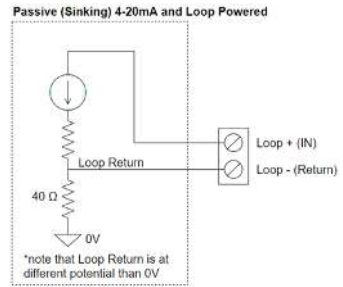 Passive (Sinking) 4-20mA and Loop Powered
Loop + (IN)
Loop Return
Loop - (Return)
40 Ω
0V
*note that Loop Return is at
different potential than 0V